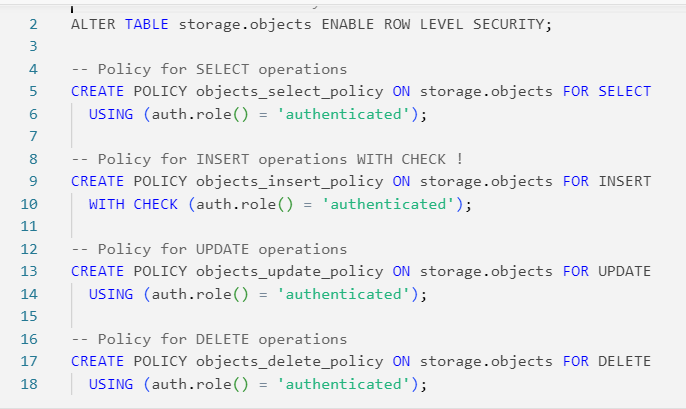 2 ALTER TABLE storage.objects ENABLE ROW LEVEL SECURITY;
3
4 -- Policy for SELECT operations
5 CREATE POLICY objects_select_policy ON storage.objects FOR SELECT
6 USING (auth.role() = 'authenticated');
7
8 -- Policy for INSERT operations WITH CHECK !
9 CREATE POLICY objects_insert_policy ON storage.objects FOR INSERT
10 WITH CHECK (auth.role() = 'authenticated');
11
12 -- Policy for UPDATE operations
13 CREATE POLICY objects_update_policy ON storage.objects FOR UPDATE
14 USING (auth.role() = 'authenticated');
15
16 -- Policy for DELETE operations
17 CREATE POLICY objects_delete_policy ON storage.objects FOR DELETE
18 USING (auth.role() = 'authenticated');